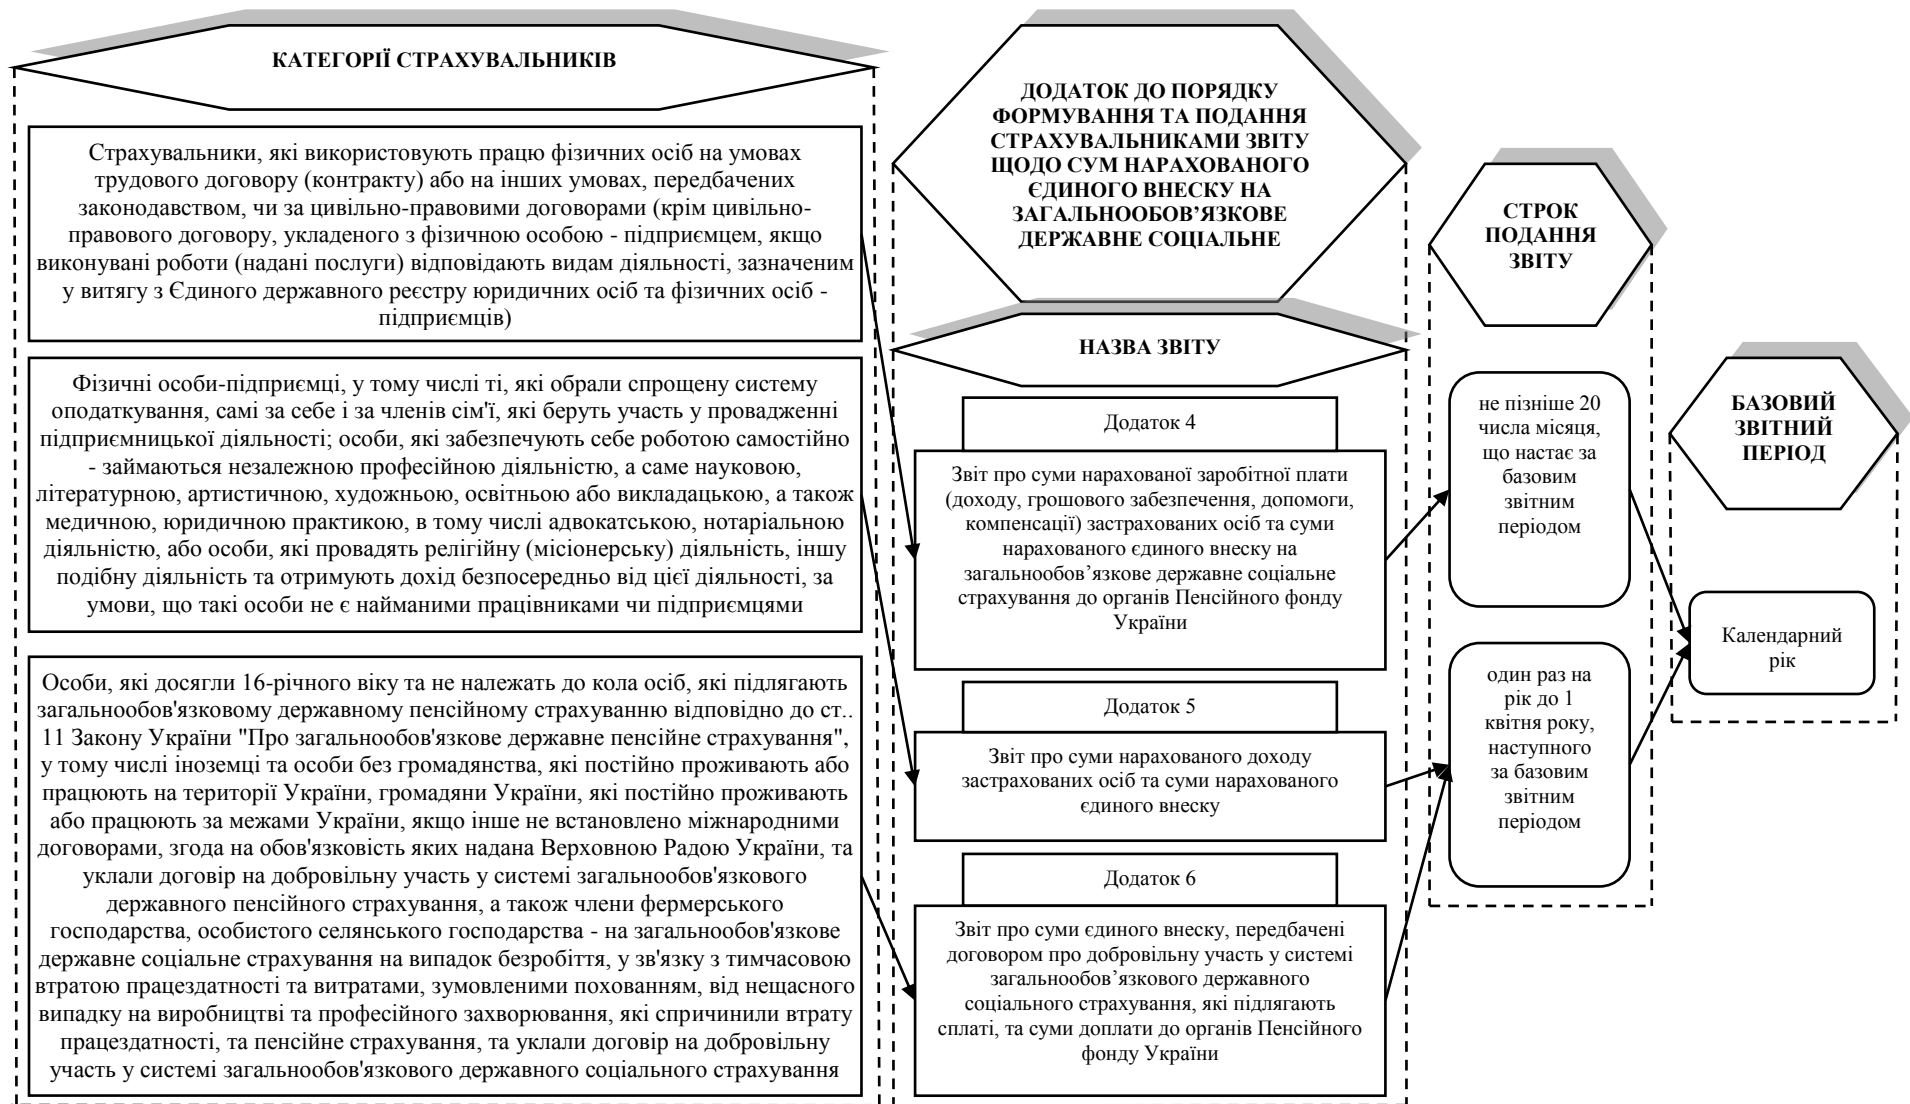 КАТЕГОРІЇ СТРАХУВАЛЬНИКІВ
Страхувальники, які використовують працю фізичних осіб на умовах
трудового договору (контракту) або на інших умовах, передбачених
законодавством, чи за цивільно-правовими договорами (крім цивільно-
правового договору, укладеного з фізичною особою - підприємцем, якщо
виконувані роботи (надані послуги) відповідають видам діяльності, зазначеним
у витягу з Єдиного державного реєстру юридичних осіб та фізичних осіб -
підприємців)
Фізичні особи-підприємці, у тому числі ті, які обрали спрощену систему
оподаткування, самі за себе і за членів сім'ї, які беруть участь у провадженні
підприємницької діяльності; особи, які забезпечують себе роботою самостійно
- займаються незалежною професійною діяльністю, а саме науковою,
літературною, артистичною, художньою, освітньою або викладацькою, а також
медичною, юридичною практикою, в тому числі адвокатською, нотаріальною
діяльністю, або особи, які провадять релігійну (місіонерську) діяльність, іншу
подібну діяльність та отримують дохід безпосередньо від цієї діяльності, за
умови, що такі особи не є найманими працівниками чи підприємцями
Особи, які досягли 16-річного віку та не належать до кола осіб, які підлягають
загальнообов'язковому державному пенсійному страхуванню відповідно до ст..
11 Закону України "Про загальнообов'язкове державне пенсійне страхування",
у тому числі іноземці та особи без громадянства, які постійно проживають або
працюють на території України, громадяни України, які постійно проживають
або працюють за межами України, якщо інше не встановлено міжнародними
договорами, згода на обов'язковість яких надана Верховною Радою України, та
уклали договір на добровільну участь у системі загальнообов'язкового
державного пенсійного страхування, а також члени фермерського
господарства, особистого селянського господарства - на загальнообов'язкове
державне соціальне страхування на випадок безробіття, у зв'язку з тимчасовою
втратою працездатності та витратами, зумовленими похованням, від нещасного
випадку на виробництві та професійного захворювання, які спричинили втрату
працездатності, та пенсійне страхування, та уклали договір на добровільну
участь у системі загальнообов'язкового державного соціального страхування
ДОДАТОК ДО ПОРЯДКУ
ФОРМУВАННЯ ТА ПОДАННЯ
СТРАХУВАЛЬНИКАМИ ЗВІТУ
ЩОДО СУМ НАРАХОВАНОГО
ЄДИНОГО ВНЕСКУ НА
ЗАГАЛЬНООБОВ’ЯЗКОВЕ
ДЕРЖАВНЕ СОЦІАЛЬНЕ
НАЗВА ЗВІТУ
Додаток 4
Звіт про суми нарахованої заробітної плати
(доходу, грошового забезпечення, допомоги,
компенсації) застрахованих осіб та суми
нарахованого єдиного внеску на
загальнообов’язкове державне соціальне
страхування до органів Пенсійного фонду
України
Додаток 5
Звіт про суми нарахованого доходу
застрахованих осіб та суми нарахованого
єдиного внеску
Додаток 6
Звіт про суми єдиного внеску, передбачені
договором про добровільну участь у системі
загальнообов’язкового державного
соціального страхування, які підлягають
сплаті, та суми доплати до органів Пенсійного
фонду України
СТРОК
ПОДАННЯ
ЗВІТУ
не пізніше 20
числа місяця,
що настає за
базовим
звітним
періодом
один раз на
рік до 1
квітня року,
наступного
за базовим
звітним
періодом
БАЗОВИЙ
ЗВІТНИЙ
ПЕРІОД
Календарний
рік